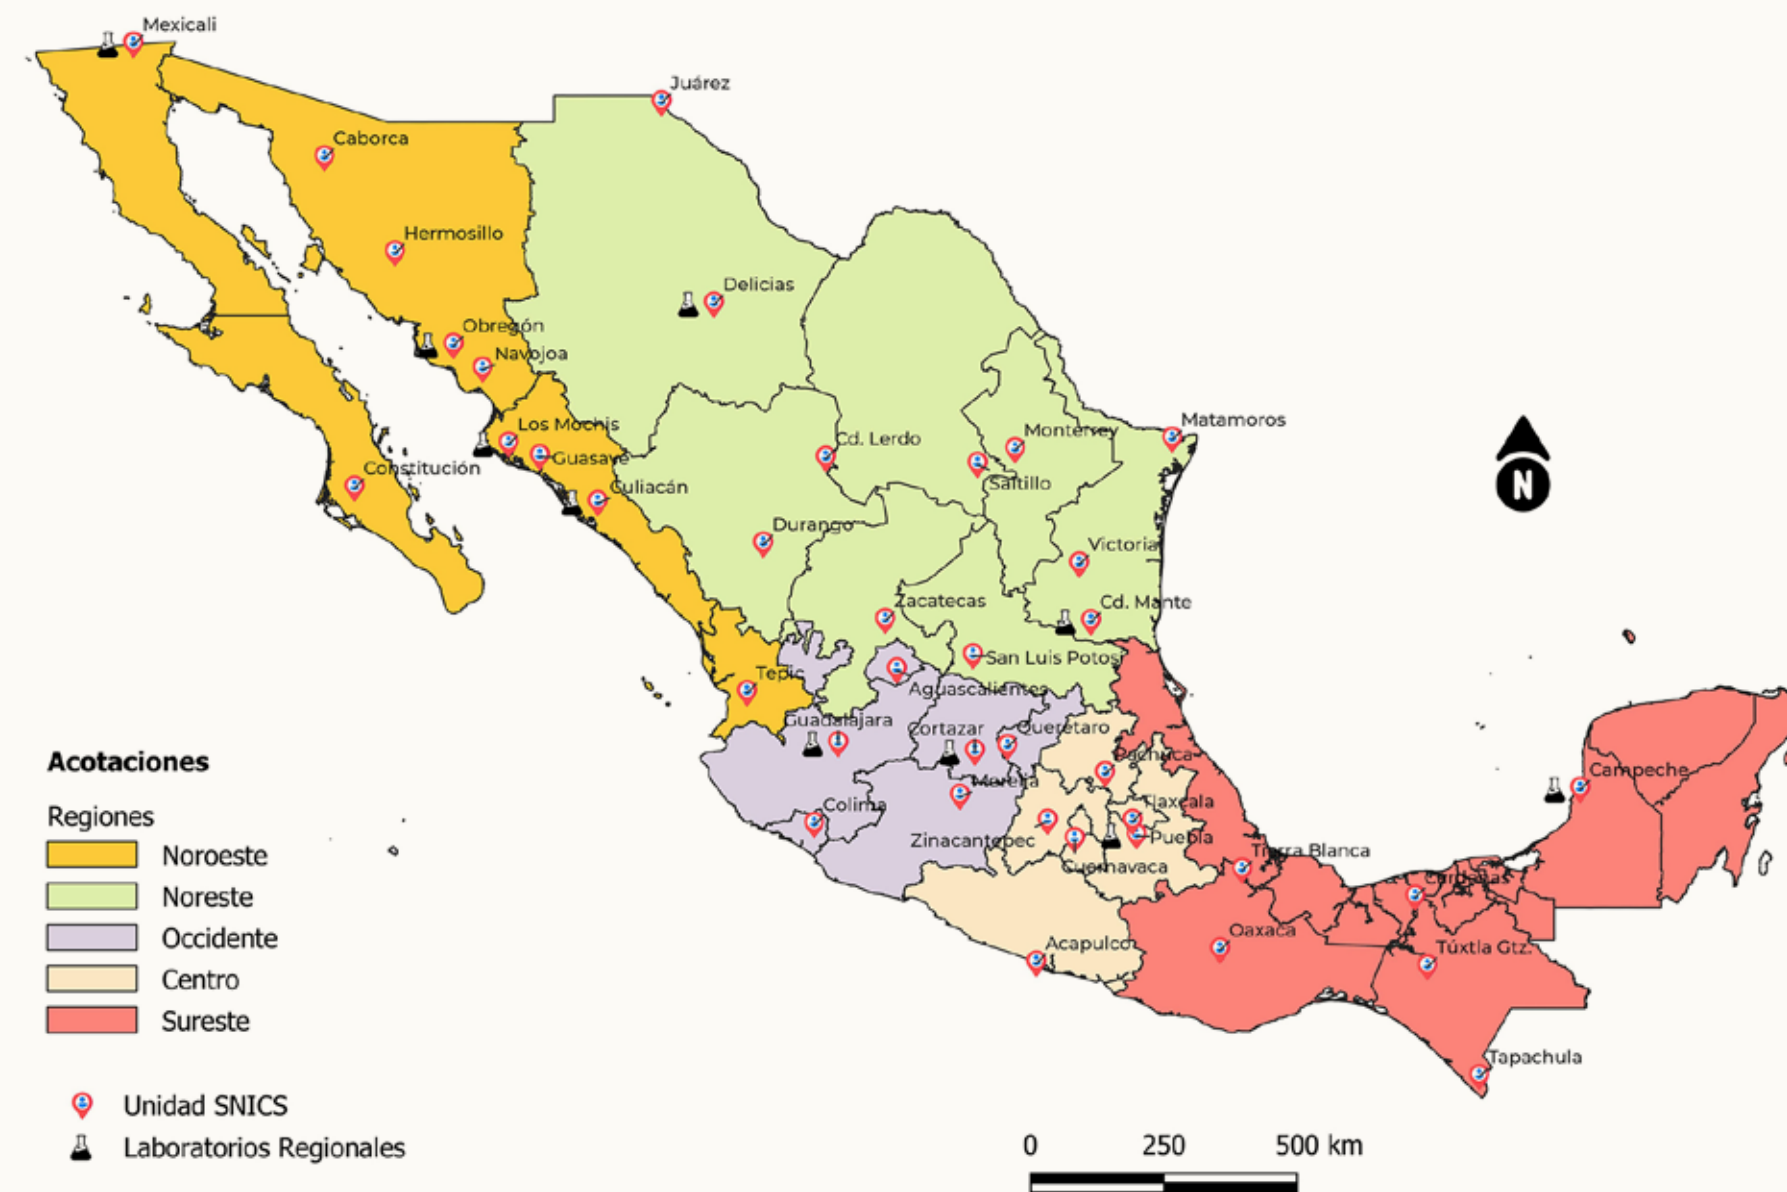 Mexicali
Juárez
Caborca
Hermosillo
Delicias
Obregón
Navojoa
Matamoros
Los Mochis
Monterrey
Cd. Lerdo
Guasave
Constitución
Saltillo
Culiacán
Durango
Victoria
N
Zacatecas
Cd. Mante
San Luis Potosí
Tepic
Aguascalientes
Guadalajara
Cortazar
Querétaro
Pachuca
Campeche
Morelia
Colima
Tlaxcala
Zinacantepec
Puebla
Tierra Blanca
Cuernavaca
Cárdenas
Oaxaca
Acapulco
Túxtla Gtz.
Tapachula
Acotaciones
Regiones
Noroeste
Noreste
Occidente
Centro
Sureste
Unidad SNICS
Laboratorios Regionales
0 250 500 km